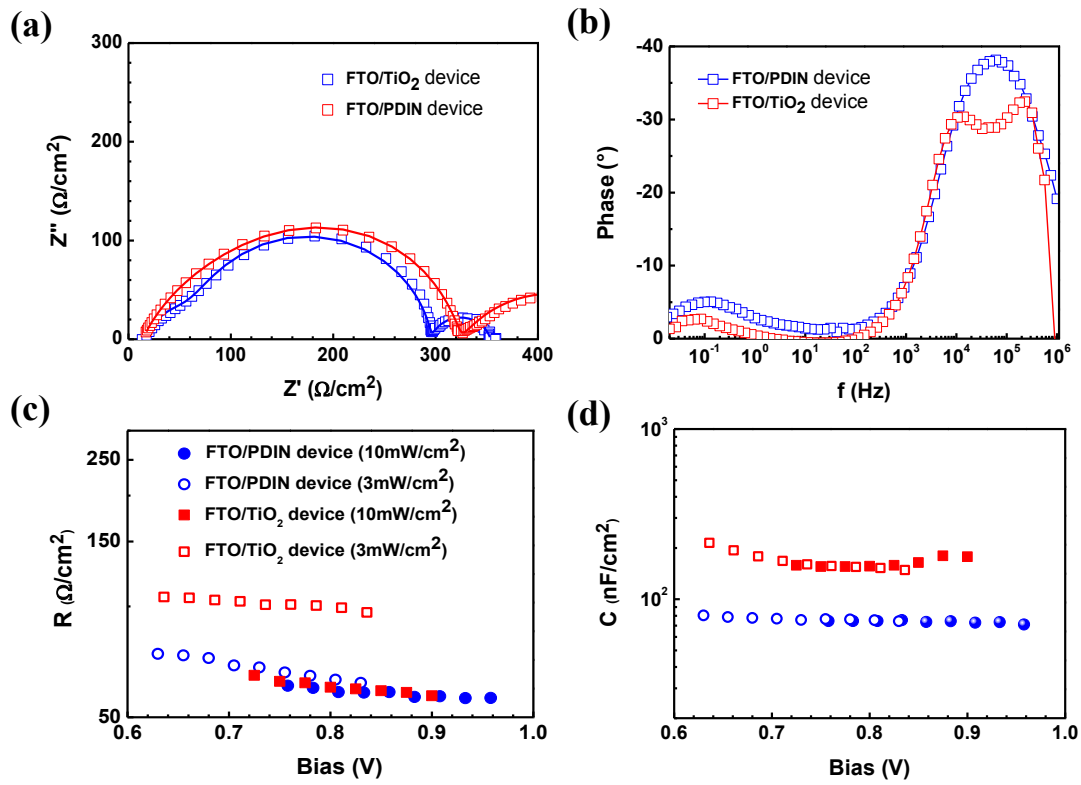 (a)
300
200
100
0
0
100
200
300
400
Z'' (Ω/cm²)
Z' (Ω/cm²)
FTO/TiO₂ device
FTO/PDIN device
(b)
-40
-30
-20
-10
0
10⁻¹
10⁰
10¹
10²
10³
10⁴
10⁵
10⁶
Phase (°)
f (Hz)
FTO/PDIN device
FTO/TiO₂ device
(c)
250
150
50
0.6
0.7
0.8
0.9
1.0
R (Ω/cm²)
Bias (V)
FTO/PDIN device (10mW/cm²)
FTO/PDIN device (3mW/cm²)
FTO/TiO₂ device (10mW/cm²)
FTO/TiO₂ device (3mW/cm²)
(d)
10³
10²
0.6
0.7
0.8
0.9
1.0
C (nF/cm²)
Bias (V)